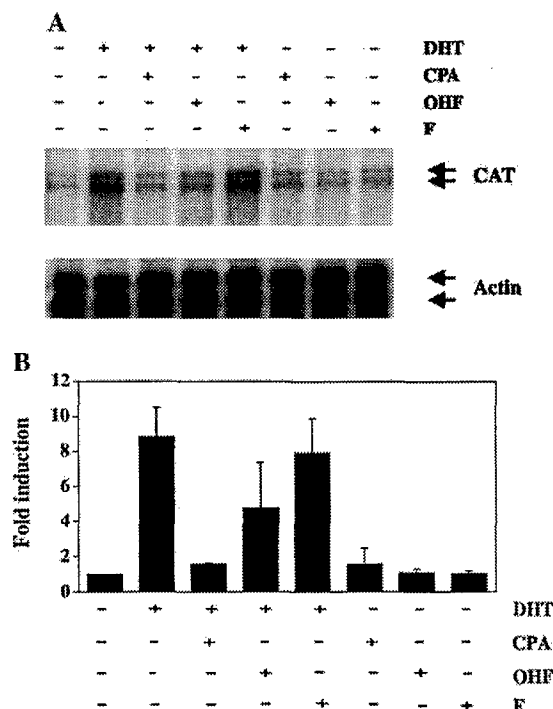 A
- + + + + - - - DHT
- - + - - + - - CPA
- - - + - - + - OHF
- - - - + - - + F
CAT
Actin
B
Fold induction
12
10
8
6
4
2
0
- + + + + - - - DHT
- - + - - + - - CPA
- - - + - - + - OHF
- - - - + - - + F